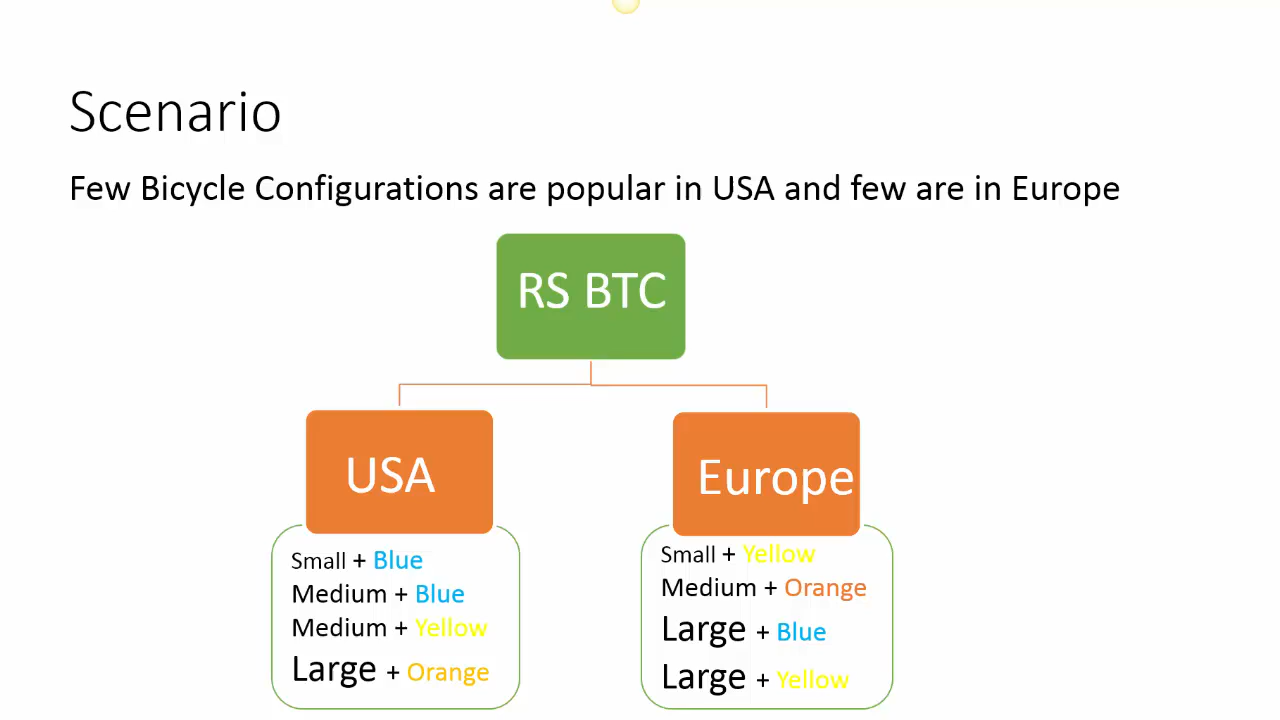 Scenario
Few Bicycle Configurations are popular in USA and few are in Europe
RS BTC
USA
Small + Blue
Medium + Blue
Medium + Yellow
Large + Orange
Europe
Small + Yellow
Medium + Orange
Large + Blue
Large + Yellow